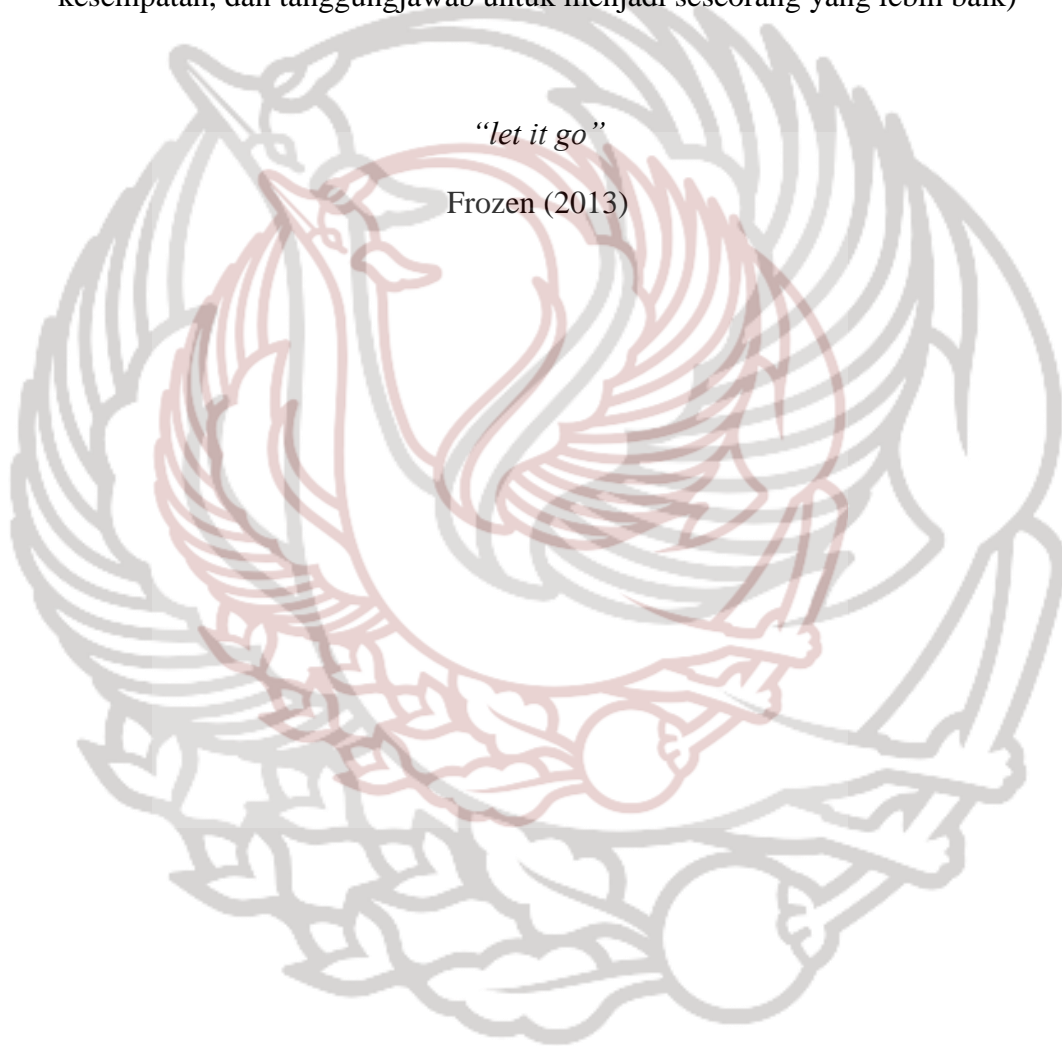 kesempatan, dan tanggungjawab untuk menjadi seseorang yang lebih baik)
“let it go”
Frozen (2013)